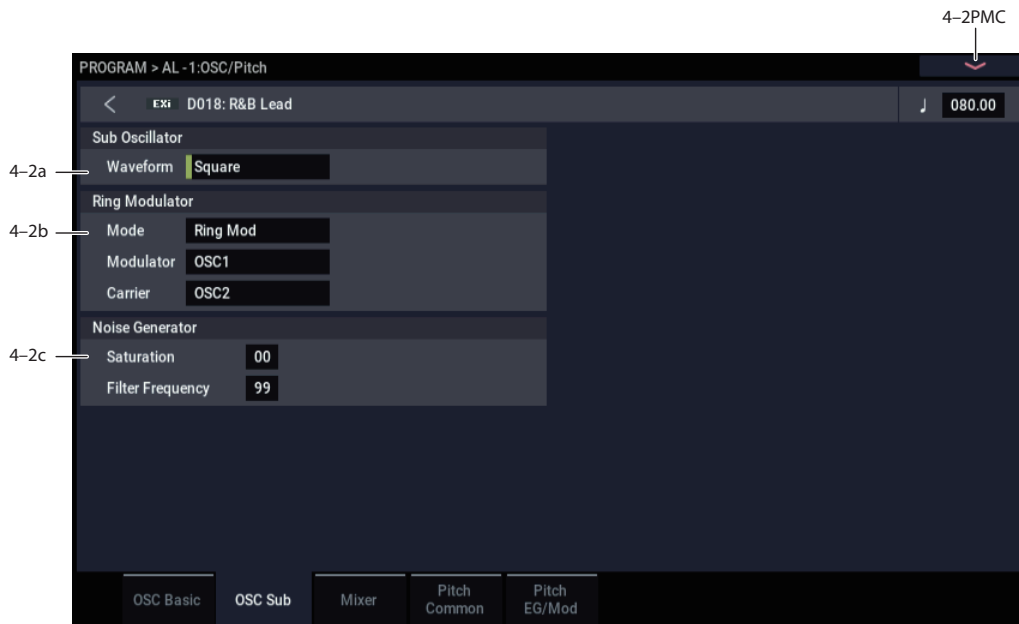 4–2PMC
PROGRAM > AL -1:OSC/Pitch
EXi D018: R&B Lead
♩ 080.00
Sub Oscillator
4–2a
Waveform Square
Ring Modulator
4–2b
Mode Ring Mod
Modulator OSC1
Carrier OSC2
Noise Generator
4–2c
Saturation 00
Filter Frequency 99
OSC Basic
OSC Sub
Mixer
Pitch
Common
Pitch
EG/Mod